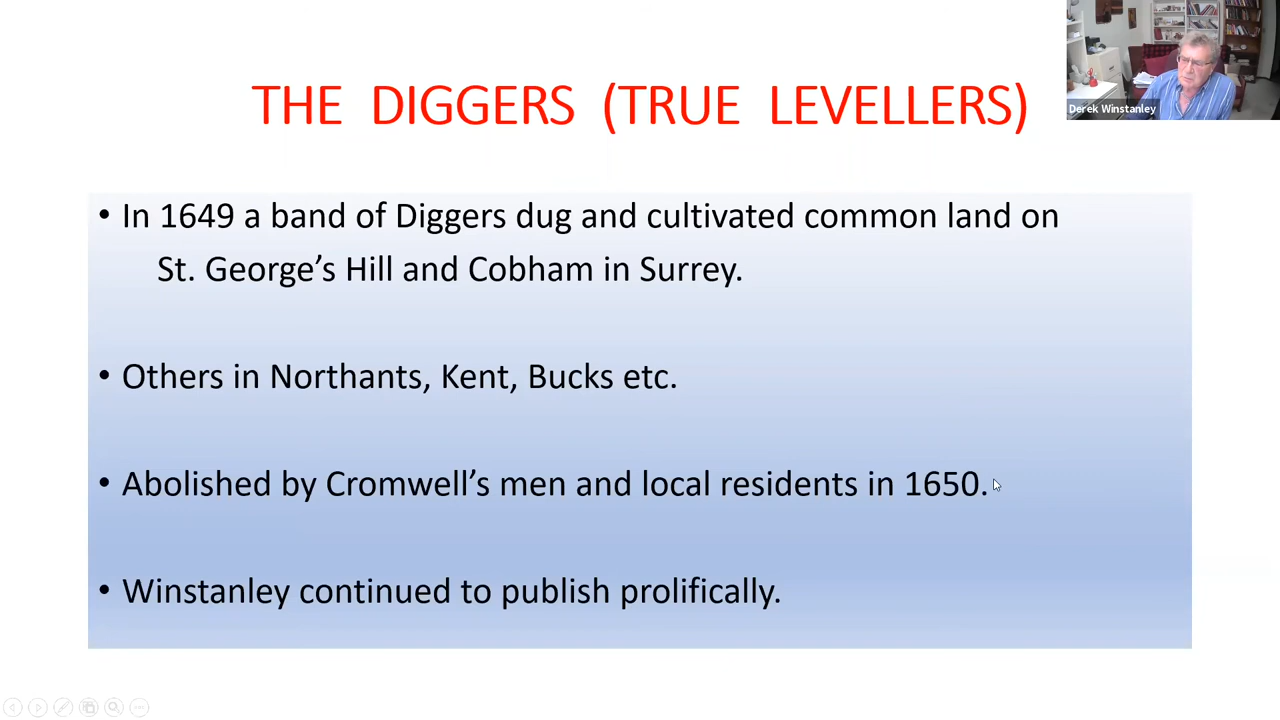 THE DIGGERS (TRUE LEVELLERS)
Derek Winstanley
• In 1649 a band of Diggers dug and cultivated common land on
St. George’s Hill and Cobham in Surrey.
• Others in Northants, Kent, Bucks etc.
• Abolished by Cromwell’s men and local residents in 1650.
• Winstanley continued to publish prolifically.